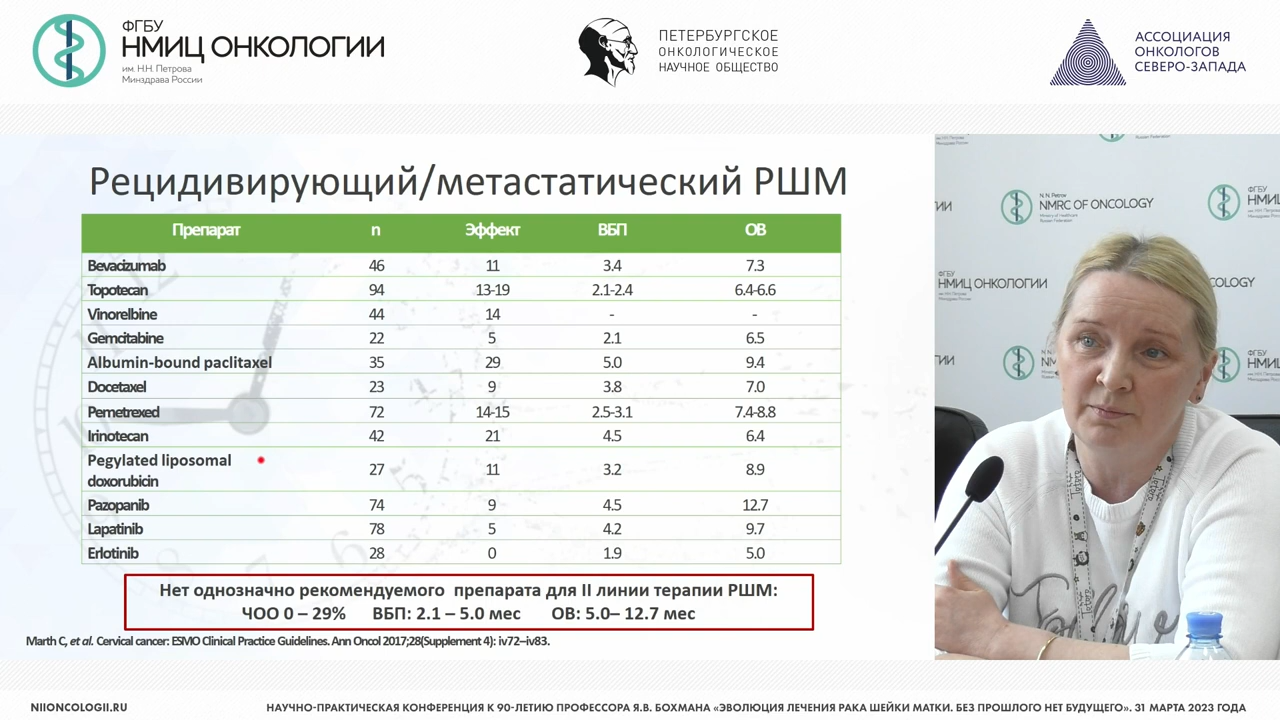 ФГБУ
НМИЦ ОНКОЛОГИИ
им. Н.Н. Петрова
Минздрава России
ПЕТЕРБУРГСКОЕ
ОНКОЛОГИЧЕСКОЕ
НАУЧНОЕ ОБЩЕСТВО
АССОЦИАЦИЯ
ОНКОЛОГОВ
СЕВЕРО-ЗАПАДА
Рецидивирующий/метастатический РШМ
Препарат n Эффект ВБП ОВ
Bevacizumab 46 11 3.4 7.3
Topotecan 94 13-19 2.1-2.4 6.4-6.6
Vinorelbine 44 14 - -
Gemcitabine 22 5 2.1 6.5
Albumin-bound paclitaxel 35 29 5.0 9.4
Docetaxel 23 9 3.8 7.0
Pemetrexed 72 14-15 2.5-3.1 7.4-8.8
Irinotecan 42 21 4.5 6.4
Pegylated liposomal
doxorubicin 27 11 3.2 8.9
Pazopanib 74 9 4.5 12.7
Lapatinib 78 5 4.2 9.7
Erlotinib 28 0 1.9 5.0
Нет однозначно рекомендуемого препарата для II линии терапии РШМ:
ЧОО 0 – 29% ВБП: 2.1 – 5.0 мес ОВ: 5.0– 12.7 мес
Marth C, et al. Cervical cancer: ESMO Clinical Practice Guidelines. Ann Oncol 2017;28(Supplement 4): iv72–iv83.
N.N. Petrov
NMRC OF ONCOLOGY
Ministry of Healthcare
Russian Federation
ФГБУ
НМИЦ ОНКОЛОГИИ
NIIONCOLOGII.RU
НАУЧНО-ПРАКТИЧЕСКАЯ КОНФЕРЕНЦИЯ К 90-ЛЕТИЮ ПРОФЕССОРА Я.В. БОХМАНА «ЭВОЛЮЦИЯ ЛЕЧЕНИЯ РАКА ШЕЙКИ МАТКИ. БЕЗ ПРОШЛОГО НЕТ БУДУЩЕГО». 31 МАРТА 2023 ГОДА